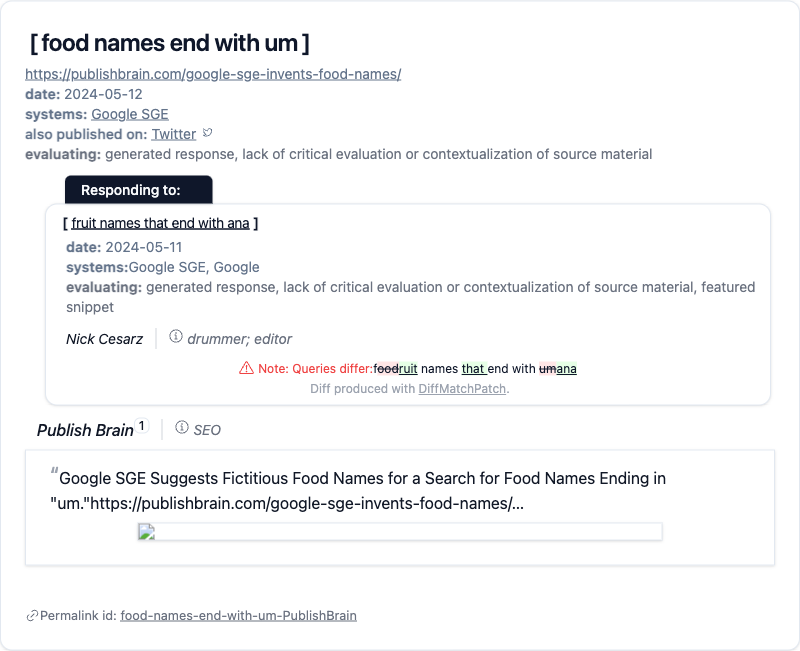 [ food names end with um ]
https://publishbrain.com/google-sge-invents-food-names/
date: 2024-05-12
systems: Google SGE
also published on: Twitter
evaluating: generated response, lack of critical evaluation or contextualization of source material
Responding to:
[ fruit names that end with ana ]
date: 2024-05-11
systems:Google SGE, Google
evaluating: generated response, lack of critical evaluation or contextualization of source material, featured
snippet
Nick Cesarz
drummer; editor
Note: Queries differ:foodruit names that end with umana
Diff produced with DiffMatchPatch.
Publish Brain 1
SEO
“Google SGE Suggests Fictitious Food Names for a Search for Food Names Ending in
"um."https://publishbrain.com/google-sge-invents-food-names/...
Permalink id: food-names-end-with-um-PublishBrain